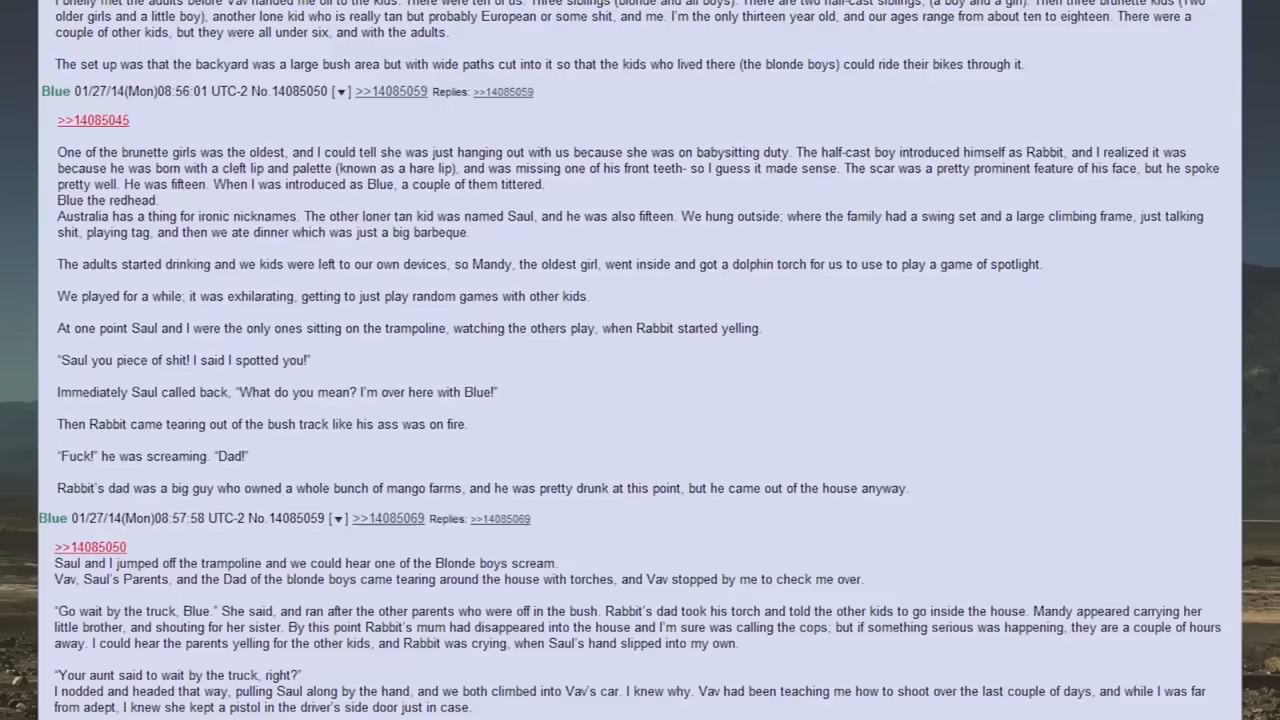 I briefly met the adults before Vav handed me off to the kids. There were ten of us. Three siblings (blonde and all boys). There are two half-cast siblings, (a boy and a girl). Then three brunette kids (Two
older girls and a little boy), another lone kid who is really tan but probably European or some shit, and me. I'm the only thirteen year old, and our ages range from about ten to eighteen. There were a
couple of other kids, but they were all under six, and with the adults.
The set up was that the backyard was a large bush area but with wide paths cut into it so that the kids who lived there (the blonde boys) could ride their bikes through it.
Blue 01/27/14(Mon)08:56:01 UTC-2 No.14085050 [▼] >>14085059 Replies: >>14085059
>>14085045
One of the brunette girls was the oldest, and I could tell she was just hanging out with us because she was on babysitting duty. The half-cast boy introduced himself as Rabbit, and I realized it was
because he was born with a cleft lip and palette (known as a hare lip), and was missing one of his front teeth- so I guess it made sense. The scar was a pretty prominent feature of his face, but he spoke
pretty well. He was fifteen. When I was introduced as Blue, a couple of them tittered.
Blue the redhead.
Australia has a thing for ironic nicknames. The other loner tan kid was named Saul, and he was also fifteen. We hung outside; where the family had a swing set and a large climbing frame, just talking
shit, playing tag, and then we ate dinner which was just a big barbeque.
The adults started drinking and we kids were left to our own devices, so Mandy, the oldest girl, went inside and got a dolphin torch for us to use to play a game of spotlight.
We played for a while; it was exhilarating, getting to just play random games with other kids.
At one point Saul and I were the only ones sitting on the trampoline, watching the others play, when Rabbit started yelling.
“Saul you piece of shit! I said I spotted you!”
Immediately Saul called back, “What do you mean? I'm over here with Blue!”
Then Rabbit came tearing out of the bush track like his ass was on fire.
“Fuck!” he was screaming. “Dad!”
Rabbit's dad was a big guy who owned a whole bunch of mango farms, and he was pretty drunk at this point, but he came out of the house anyway.
Blue 01/27/14(Mon)08:57:58 UTC-2 No.14085059 [▼] >>14085069 Replies: >>14085069
>>14085050
Saul and I jumped off the trampoline and we could hear one of the Blonde boys scream.
Vav, Saul's Parents, and the Dad of the blonde boys came tearing around the house with torches, and Vav stopped by me to check me over.
“Go wait by the truck, Blue.” She said, and ran after the other parents who were off in the bush. Rabbit's dad took his torch and told the other kids to go inside the house. Mandy appeared carrying her
little brother, and shouting for her sister. By this point Rabbit's mum had disappeared into the house and I'm sure was calling the cops; but if something serious was happening, they are a couple of hours
away. I could hear the parents yelling for the other kids, and Rabbit was crying, when Saul's hand slipped into my own.
“Your aunt said to wait by the truck, right?”
I nodded and headed that way, pulling Saul along by the hand, and we both climbed into Vav's car. I knew why. Vav had been teaching me how to shoot over the last couple of days, and while I was far
from adept, I knew she kept a pistol in the driver's side door just in case.